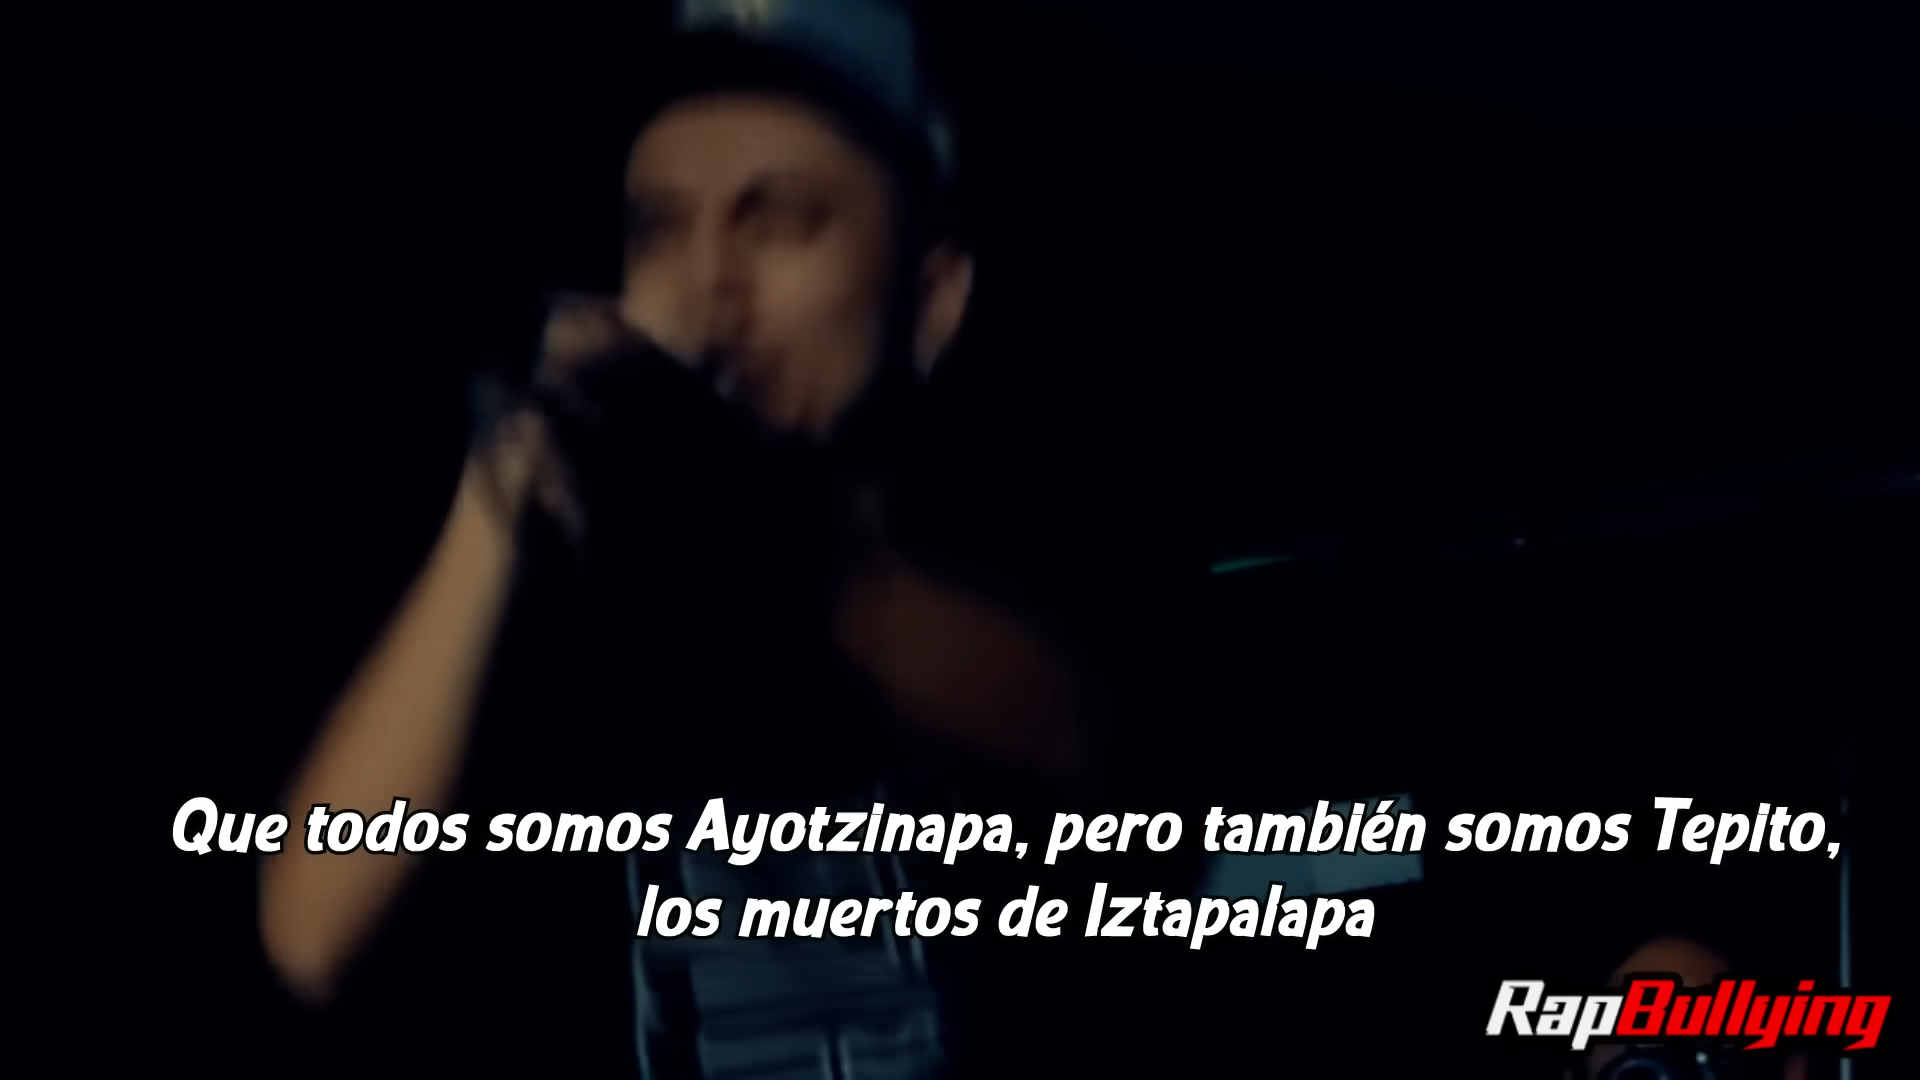 Que todos somos Ayotzinapa, pero también somos Tepito,
los muertos de Iztapalapa
RapBullying